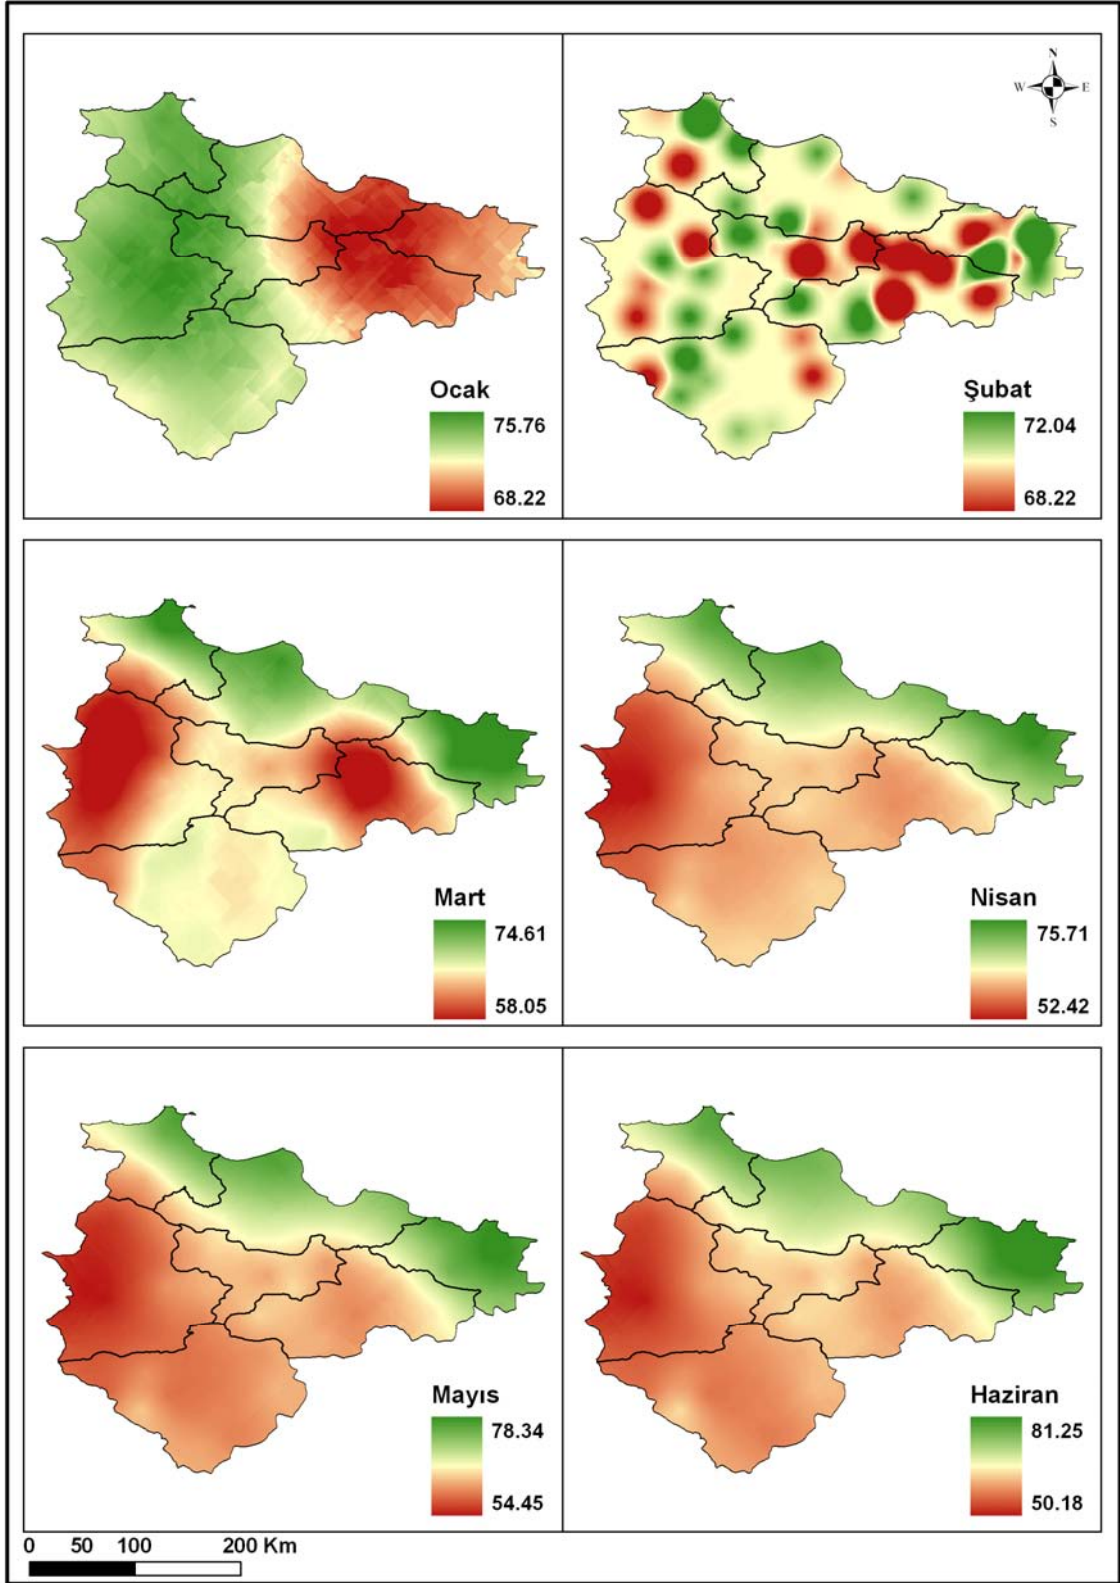 N
W E
S
Ocak
75.76
68.22
Şubat
72.04
68.22
Mart
74.61
58.05
Nisan
75.71
52.42
Mayıs
78.34
54.45
Haziran
81.25
50.18
0 50 100 200 Km